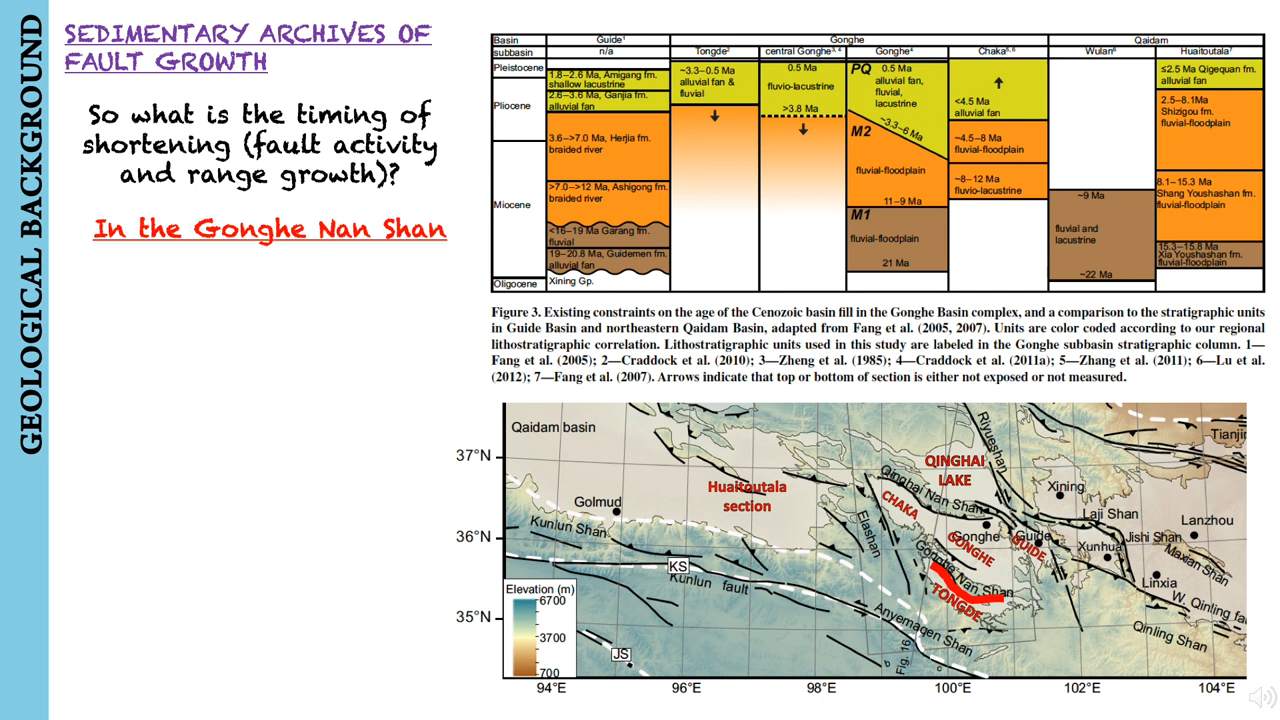 GEOLOGICAL BACKGROUND
SEDIMENTARY ARCHIVES OF
FAULT GROWTH
So what is the timing of
shortening (fault activity
and range growth)?
In the Gonghe Nan Shan
Basin Guide1 Gonghe Qaidam
subbasin n/a Tongde2 central Gonghe3, 4 Gonghe4 Chaka5,6 Wulan6 Huaitoutala7
Pleistocene
Pliocene
Miocene
Oligocene
1.8–2.6 Ma, Amigang fm.
shallow lacustrine
2.6–3.6 Ma, Ganjia fm.
alluvial fan
3.6–>7.0 Ma, Herjia fm.
braided river
>7.0–>12 Ma, Ashigong fm.
braided river
<16–19 Ma Garang fm.
fluvial
19–20.8 Ma, Guidemen fm.
alluvial fan
Xining Gp.
~3.3–0.5 Ma
alluvial fan &
fluvial
0.5 Ma
fluvio-lacustrine
>3.8 Ma
PQ 0.5 Ma
alluvial fan,
fluvial,
lacustrine
~3.3–6 Ma
M2
fluvial-floodplain
11–9 Ma
M1
fluvial-floodplain
21 Ma
<4.5 Ma
alluvial fan
~4.5–8 Ma
fluvial-floodplain
~8–12 Ma
fluvio-lacustrine
~9 Ma
fluvial and
lacustrine
~22 Ma
≤2.5 Ma Qigequan fm.
alluvial fan
2.5–8.1Ma
Shizigou fm.
fluvial-floodplain
8.1–15.3 Ma
Shang Youshashan fm.
fluvial-floodplain
15.3–15.8 Ma
Xia Youshashan fm.
fluvial-floodplain
Figure 3. Existing constraints on the age of the Cenozoic basin fill in the Gonghe Basin complex, and a comparison to the stratigraphic units
in Guide Basin and northeastern Qaidam Basin, adapted from Fang et al. (2005, 2007). Units are color coded according to our regional
lithostratigraphic correlation. Lithostratigraphic units used in this study are labeled in the Gonghe subbasin stratigraphic column. 1—
Fang et al. (2005); 2—Craddock et al. (2010); 3—Zheng et al. (1985); 4—Craddock et al. (2011a); 5—Zhang et al. (2011); 6—Lu et al.
(2012); 7—Fang et al. (2007). Arrows indicate that top or bottom of section is either not exposed or not measured.
Qaidam basin
37°N
36°N
35°N
Golmud
Kunlun Shan
KS
Kunlun fault
Huaitoutala
section
Elashan
CHAKA
Qinghai Nan Shan
QINGHAI
LAKE
Riyueshan
Gonghe
GONGHE
Gonghe Nan Shan
TONGDE
Guide
GUIDE
Xining
Laji Shan
Xunhua
Jishi Shan
Lanzhou
Maxian Shan
Linxia
W. Qinling fau
Qinling Shan
Tianjin
Anyemaqen Shan
Fig. 16
b
c
JS
Elevation (m)
6700
3700
700
94°E 96°E 98°E 100°E 102°E 104°E